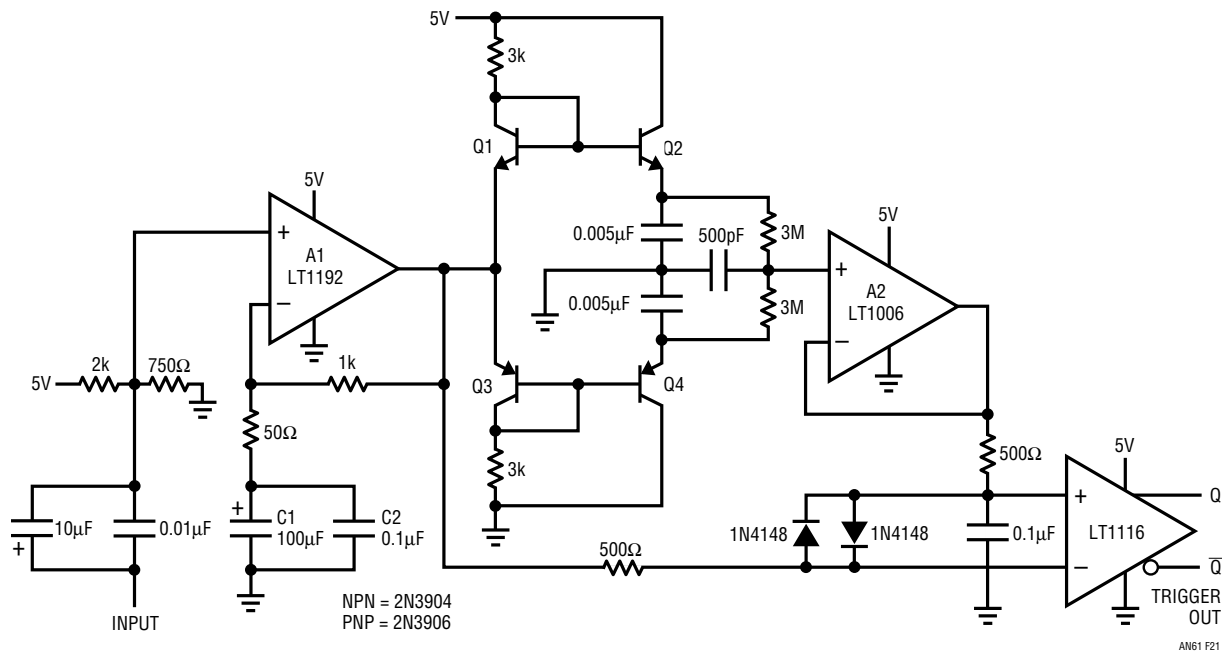 5V
3k
Q1
Q2
5V
+
A1
LT1192
−
0.005µF
500pF
3M
5V
+
A2
LT1006
−
0.005µF
3M
2k
750Ω
5V
1k
Q3
Q4
50Ω
3k
500Ω
5V
+
Q
10µF
+
0.01µF
+
C1
100µF
C2
0.1µF
1N4148
1N4148
0.1µF
LT1116
500Ω
−
Q̅
TRIGGER
OUT
INPUT
NPN = 2N3904
PNP = 2N3906
AN61 F21